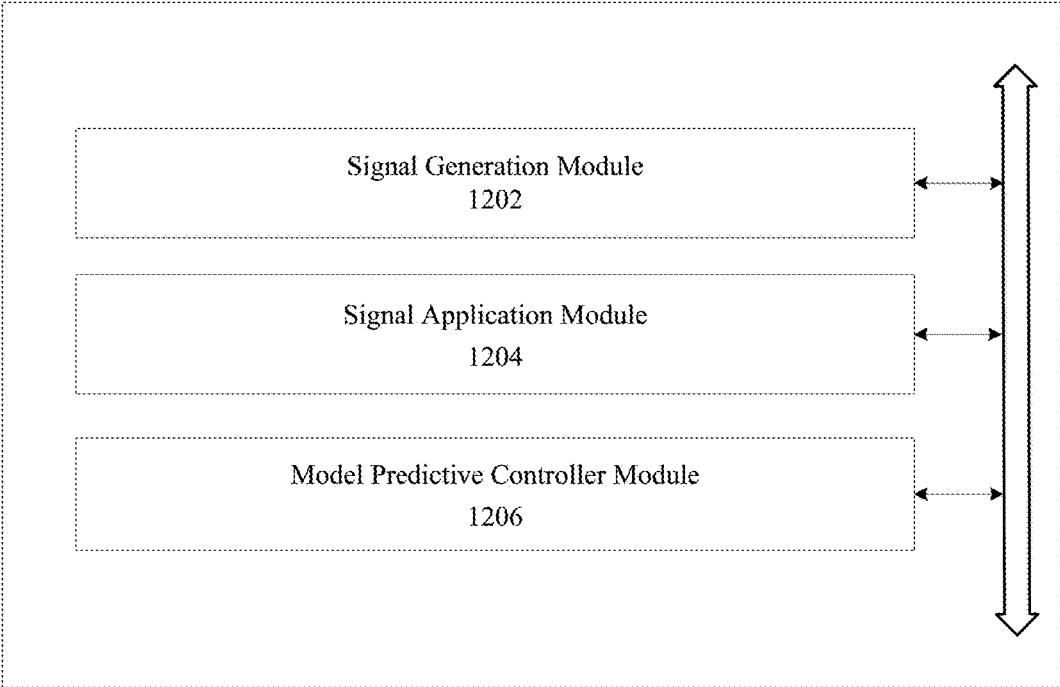 Signal Generation Module
1202
Signal Application Module
1204
Model Predictive Controller Module
1206